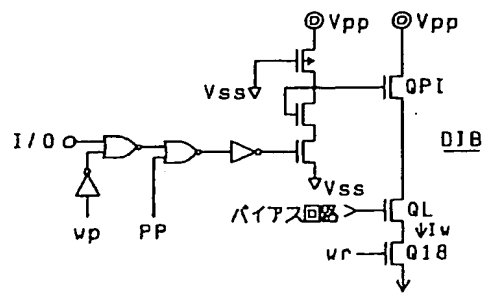 Vpp
Vpp
Vss
QPI
I/O
DIB
Vss
バイアス回路
QL
Iw
wp
PP
wr
Q18